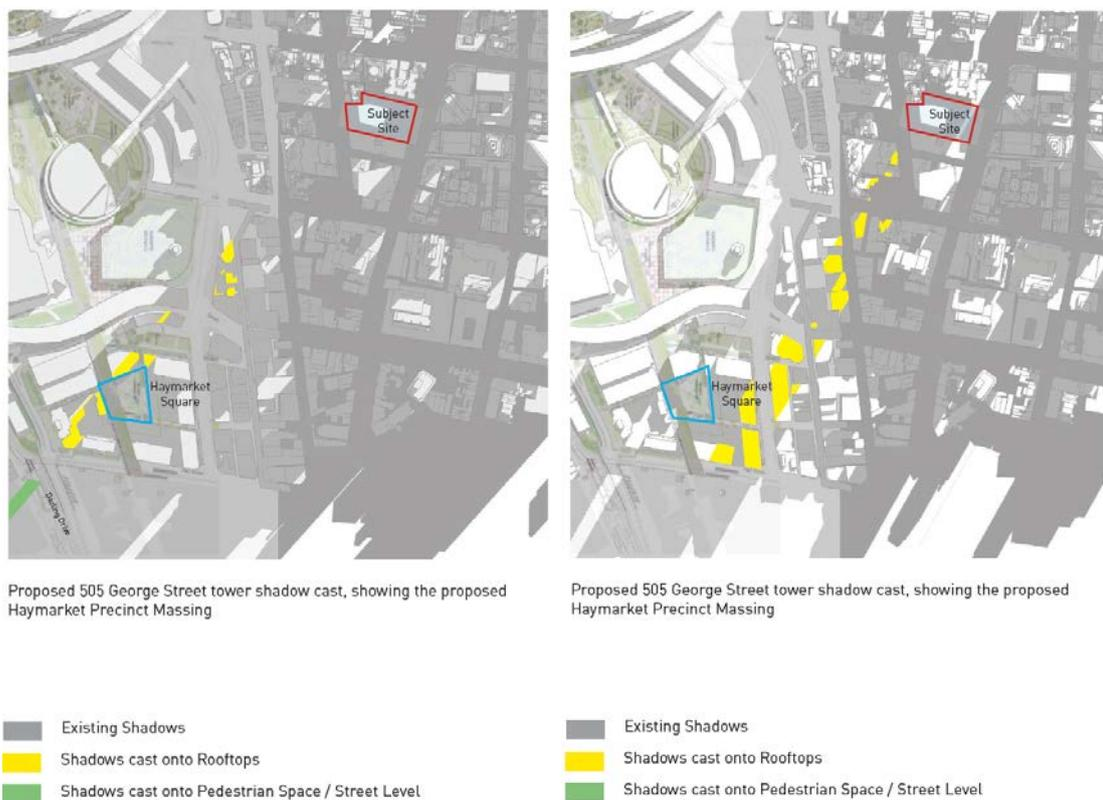 Subject
Site
Haymarket
Square
Darling Drive
Proposed 505 George Street tower shadow cast, showing the proposed
Haymarket Precinct Massing
Existing Shadows
Shadows cast onto Rooftops
Shadows cast onto Pedestrian Space / Street Level
Subject
Site
Haymarket
Square
Proposed 505 George Street tower shadow cast, showing the proposed
Haymarket Precinct Massing
Existing Shadows
Shadows cast onto Rooftops
Shadows cast onto Pedestrian Space / Street Level